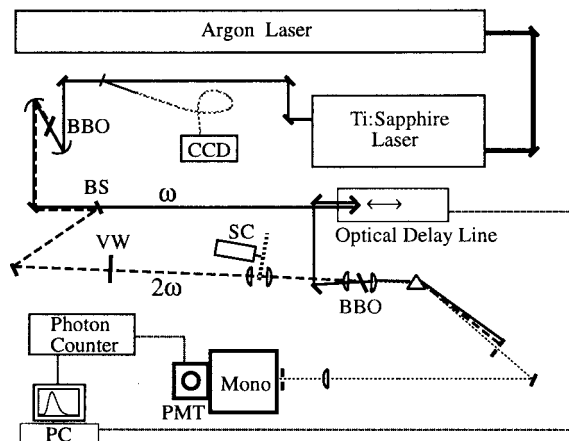 Argon Laser
Ti:Sapphire
Laser
BBO
CCD
BS
ω
Optical Delay Line
SC
VW
2ω
BBO
Photon
Counter
Mono
PMT
PC